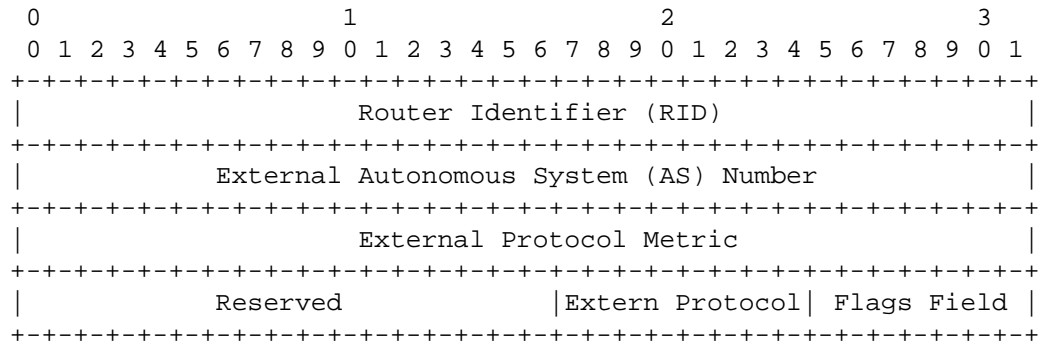 0                   1                   2                   3
 0 1 2 3 4 5 6 7 8 9 0 1 2 3 4 5 6 7 8 9 0 1 2 3 4 5 6 7 8 9 0 1
+-+-+-+-+-+-+-+-+-+-+-+-+-+-+-+-+-+-+-+-+-+-+-+-+-+-+-+-+-+-+-+-+
|                     Router Identifier (RID)                   |
+-+-+-+-+-+-+-+-+-+-+-+-+-+-+-+-+-+-+-+-+-+-+-+-+-+-+-+-+-+-+-+-+
|            External Autonomous System (AS) Number             |
+-+-+-+-+-+-+-+-+-+-+-+-+-+-+-+-+-+-+-+-+-+-+-+-+-+-+-+-+-+-+-+-+
|                     External Protocol Metric                  |
+-+-+-+-+-+-+-+-+-+-+-+-+-+-+-+-+-+-+-+-+-+-+-+-+-+-+-+-+-+-+-+-+
|            Reserved             |Extern Protocol| Flags Field |
+-+-+-+-+-+-+-+-+-+-+-+-+-+-+-+-+-+-+-+-+-+-+-+-+-+-+-+-+-+-+-+-+